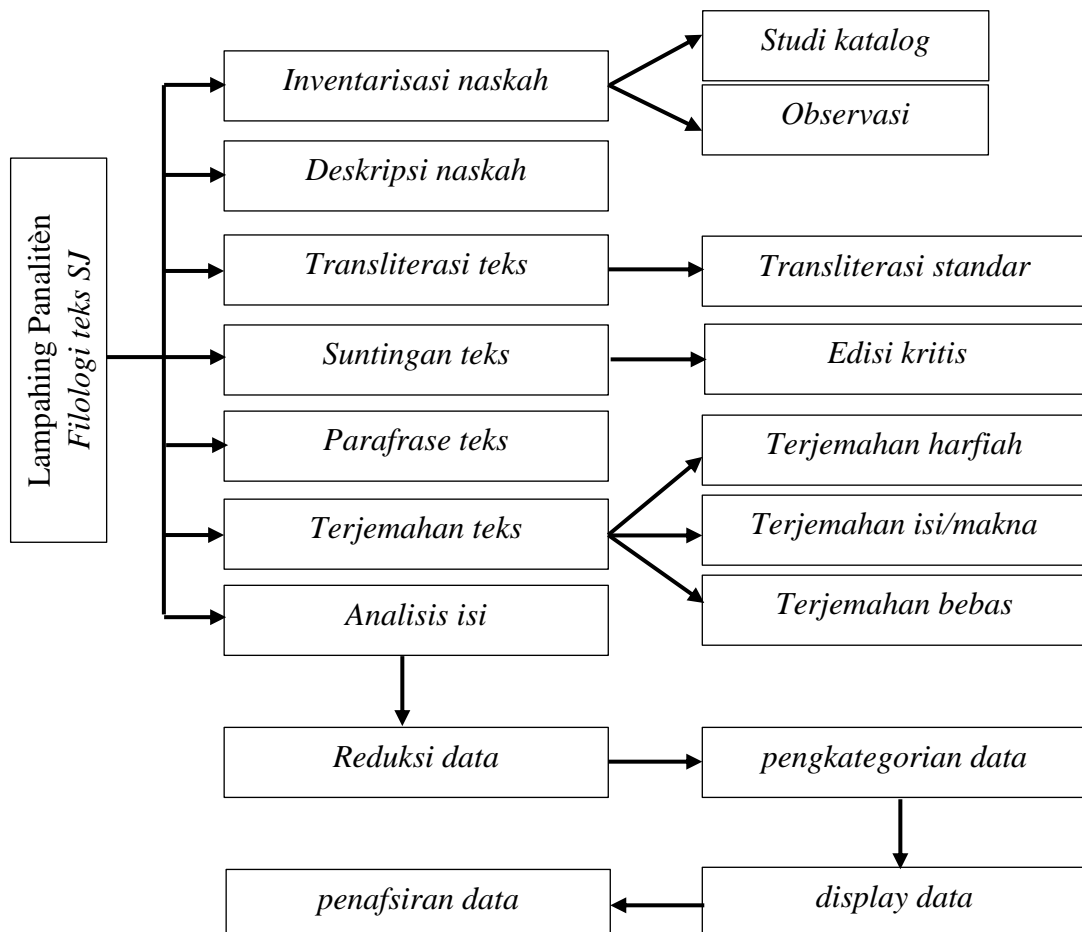 Lampahing Panalitèn
Filologi teks SJ
Inventarisasi naskah
Studi katalog
Observasi
Deskripsi naskah
Transliterasi teks
Transliterasi standar
Suntingan teks
Edisi kritis
Parafrase teks
Terjemahan teks
Terjemahan harfiah
Terjemahan isi/makna
Terjemahan bebas
Analisis isi
Reduksi data
pengkategorian data
display data
penafsiran data